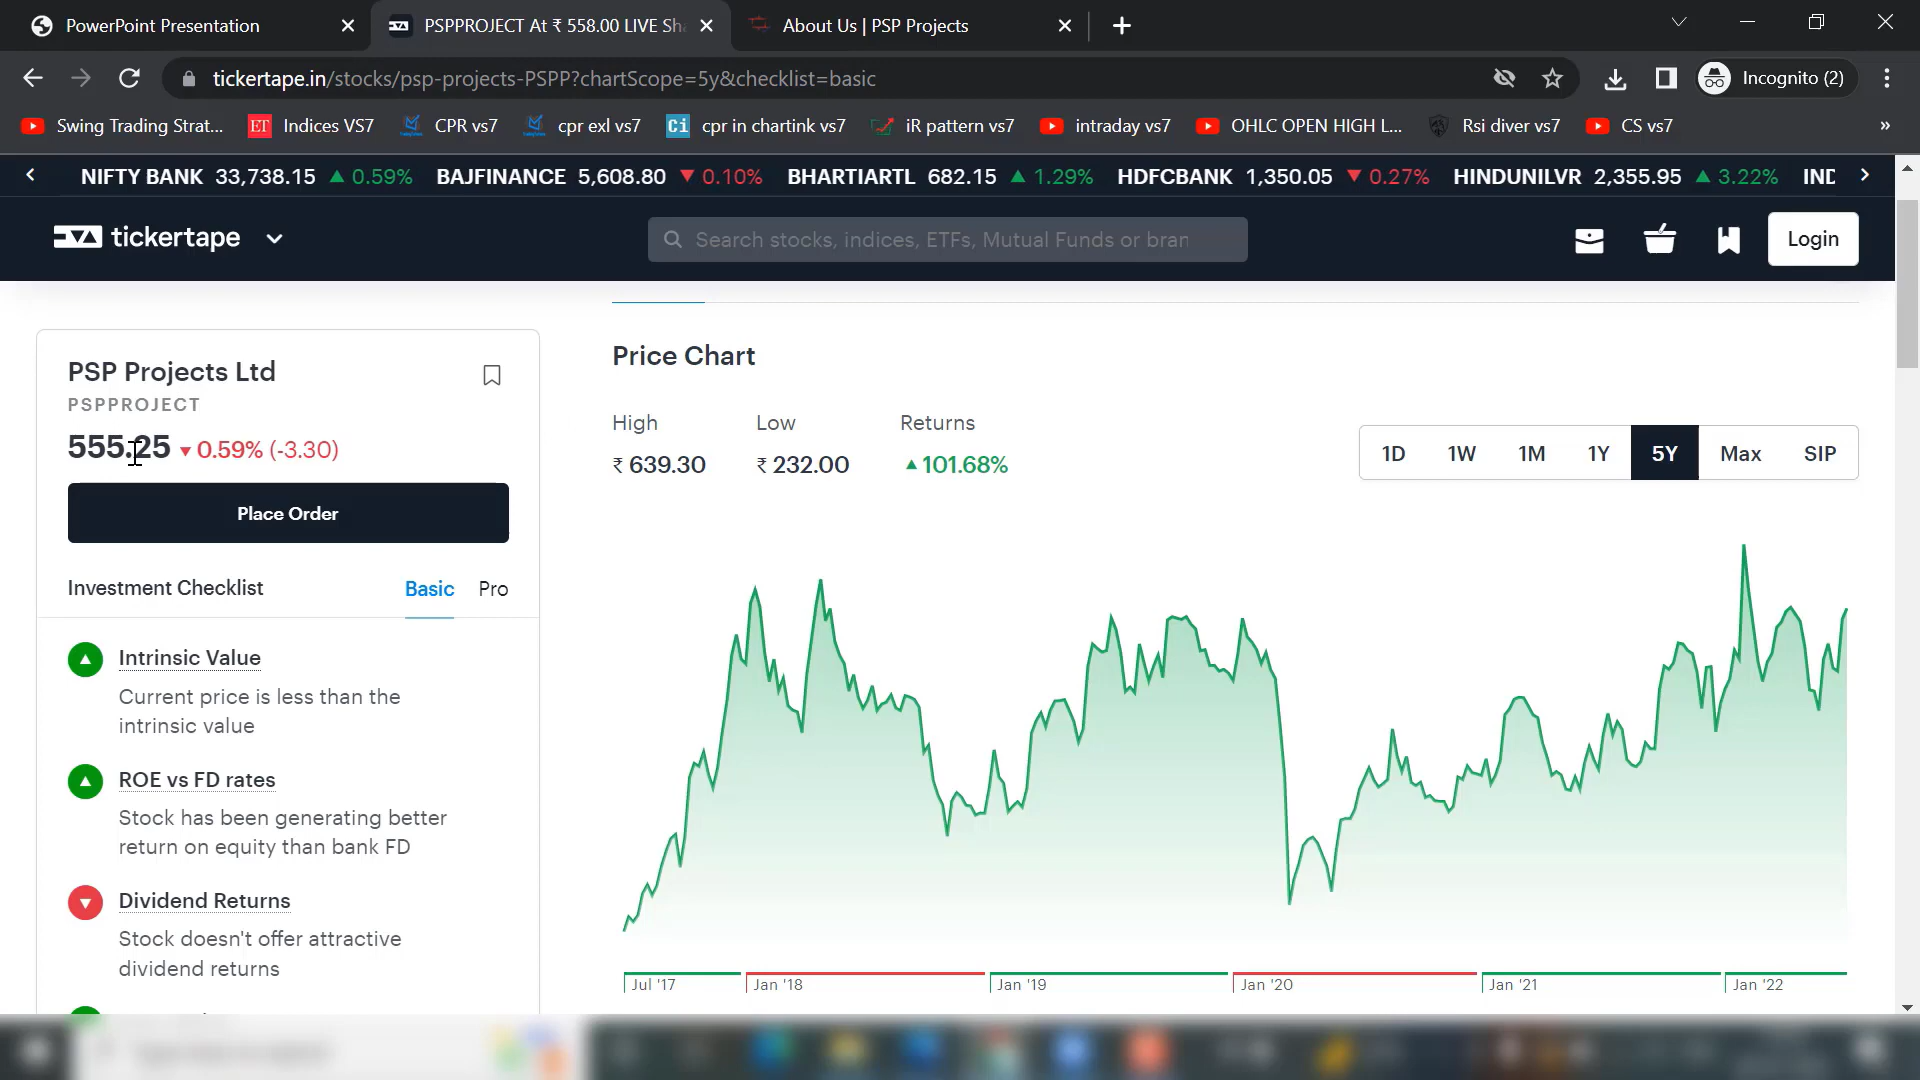 PowerPoint Presentation
PSPPROJECT At ₹ 558.00 LIVE Sha
About Us | PSP Projects
tickertape.in/stocks/psp-projects-PSPP?chartScope=5y&checklist=basic
Incognito (2)
Swing Trading Strat...
ET Indices VS7
CPR vs7
cpr exl vs7
Ci cpr in chartink vs7
iR pattern vs7
intraday vs7
OHLC OPEN HIGH L...
Rsi diver vs7
CS vs7
»
NIFTY BANK 33,738.15 ▲ 0.59% BAJFINANCE 5,608.80 ▼ 0.10% BHARTIARTL 682.15 ▲ 1.29% HDFCBANK 1,350.05 ▼ 0.27% HINDUNILVR 2,355.95 ▲ 3.22% IND
tickertape
Search stocks, indices, ETFs, Mutual Funds or bran
Login
PSP Projects Ltd
PSPPROJECT
555.25 ▼ 0.59% (-3.30)
Place Order
Investment Checklist Basic Pro
Intrinsic Value
Current price is less than the
intrinsic value
ROE vs FD rates
Stock has been generating better
return on equity than bank FD
Dividend Returns
Stock doesn't offer attractive
dividend returns
Price Chart
High Low Returns
₹ 639.30 ₹ 232.00 ▲ 101.68%
1D 1W 1M 1Y 5Y Max SIP
Jul '17 Jan '18 Jan '19 Jan '20 Jan '21 Jan '22